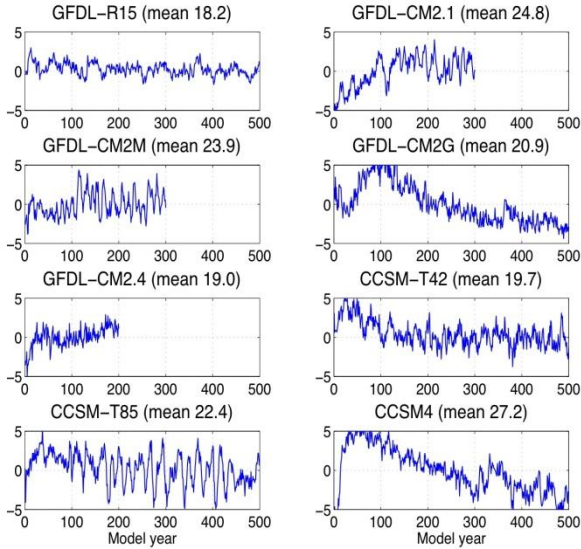 GFDL−R15 (mean 18.2)
5
0
−5
0 100 200 300 400 500
GFDL−CM2.1 (mean 24.8)
5
0
−5
0 100 200 300 400 500
GFDL−CM2M (mean 23.9)
5
0
−5
0 100 200 300 400 500
GFDL−CM2G (mean 20.9)
5
0
−5
0 100 200 300 400 500
GFDL−CM2.4 (mean 19.0)
5
0
−5
0 100 200 300 400 500
CCSM−T42 (mean 19.7)
5
0
−5
0 100 200 300 400 500
CCSM−T85 (mean 22.4)
5
0
−5
0 100 200 300 400 500
Model year
CCSM4 (mean 27.2)
5
0
−5
0 100 200 300 400 500
Model year